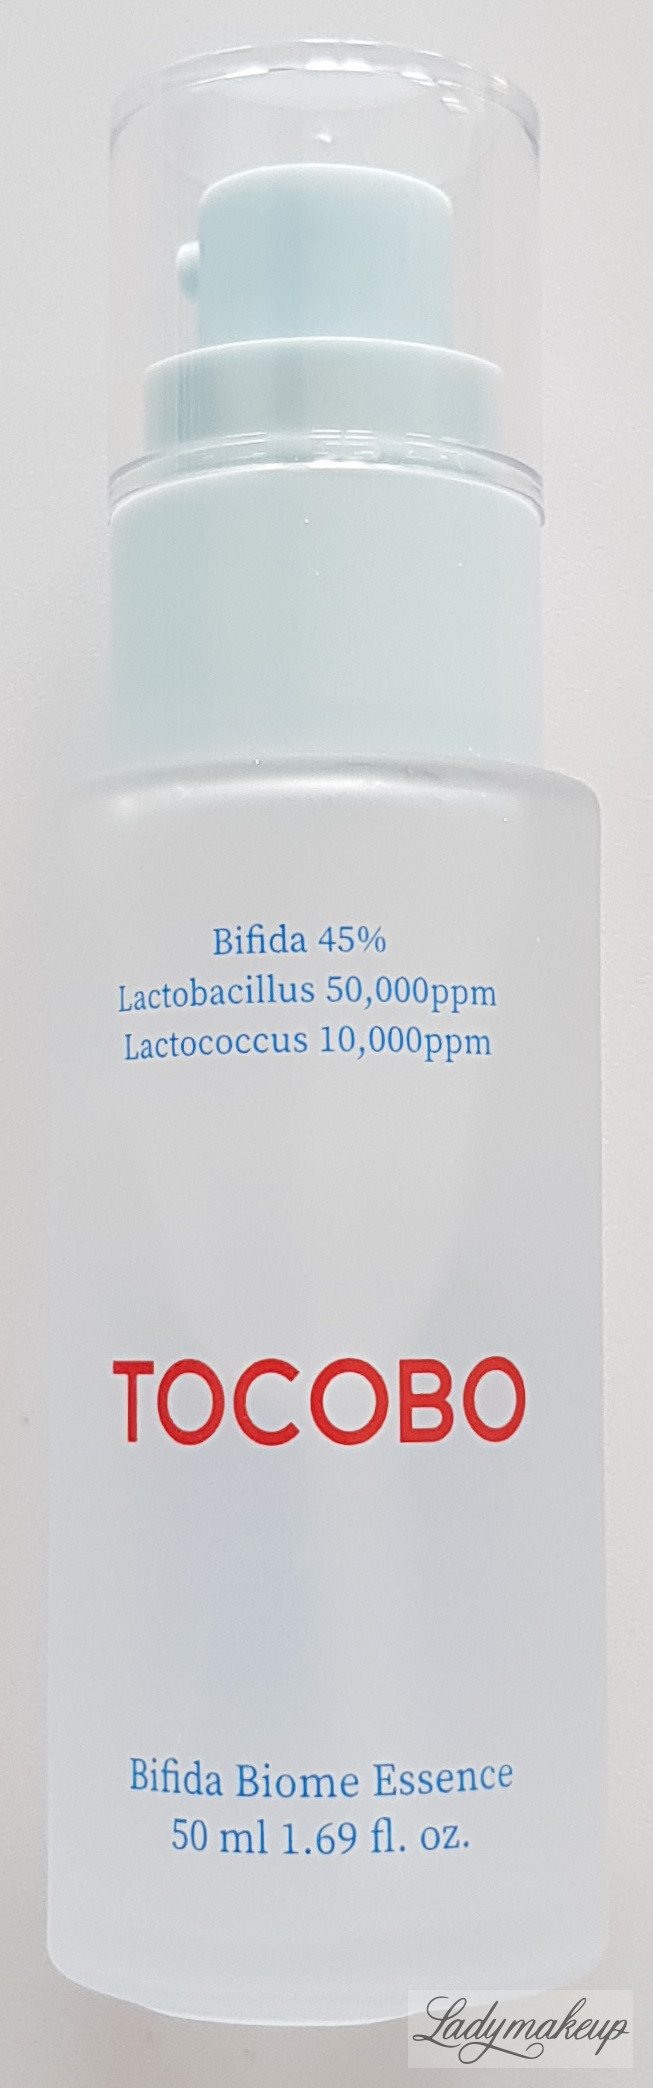 Bifida 45%
Lactobacillus 50,000ppm
Lactococcus 10,000ppm
TOCOBO
Bifida Biome Essence
50 ml 1.69 fl. oz.
Ladymakeup